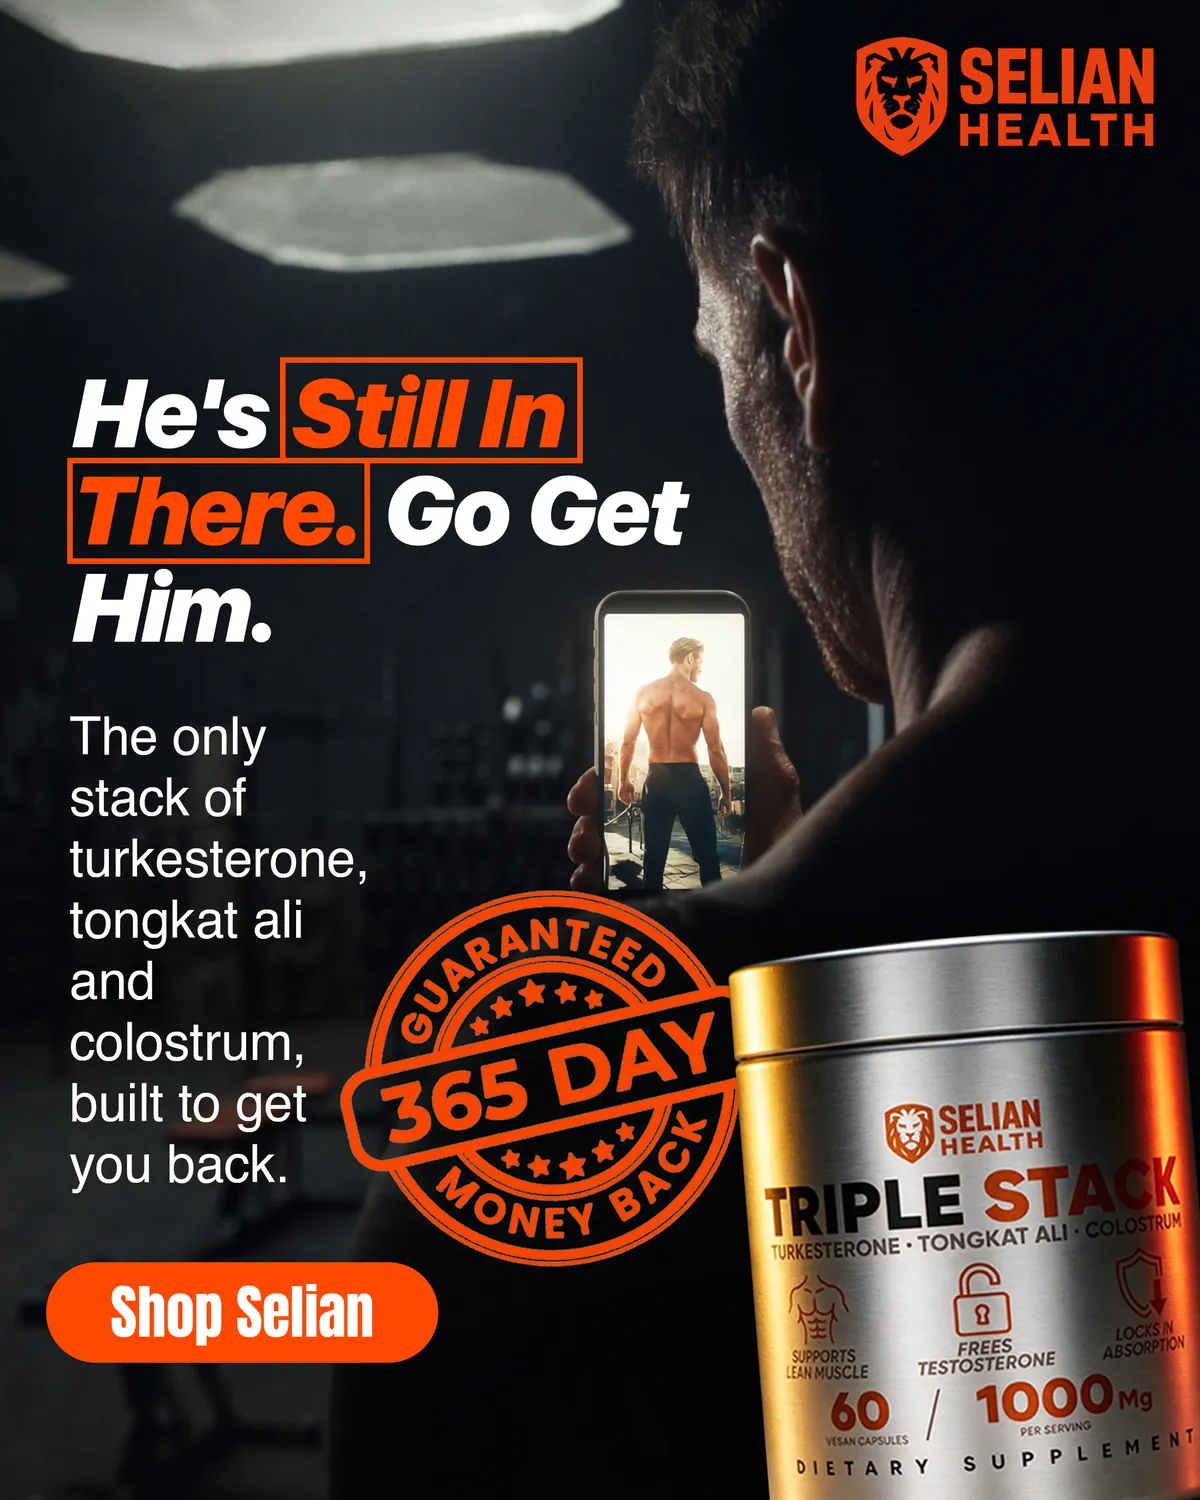 SELIAN
HEALTH
He's Still In
There. Go Get
Him.
The only
stack of
turkesterone,
tongkat ali
and
colostrum,
built to get
you back.
GUARANTEED
365 DAY
MONEY BACK
Shop Selian
SELIAN
HEALTH
TRIPLE STACK
TURKESTERONE · TONGKAT ALI · COLOSTRUM
SUPPORTS
LEAN MUSCLE
FREES
TESTOSTERONE
LOCKS IN
ABSORPTION
60
VEGAN CAPSULES
1000Mg
PER SERVING
DIETARY SUPPLEMENT